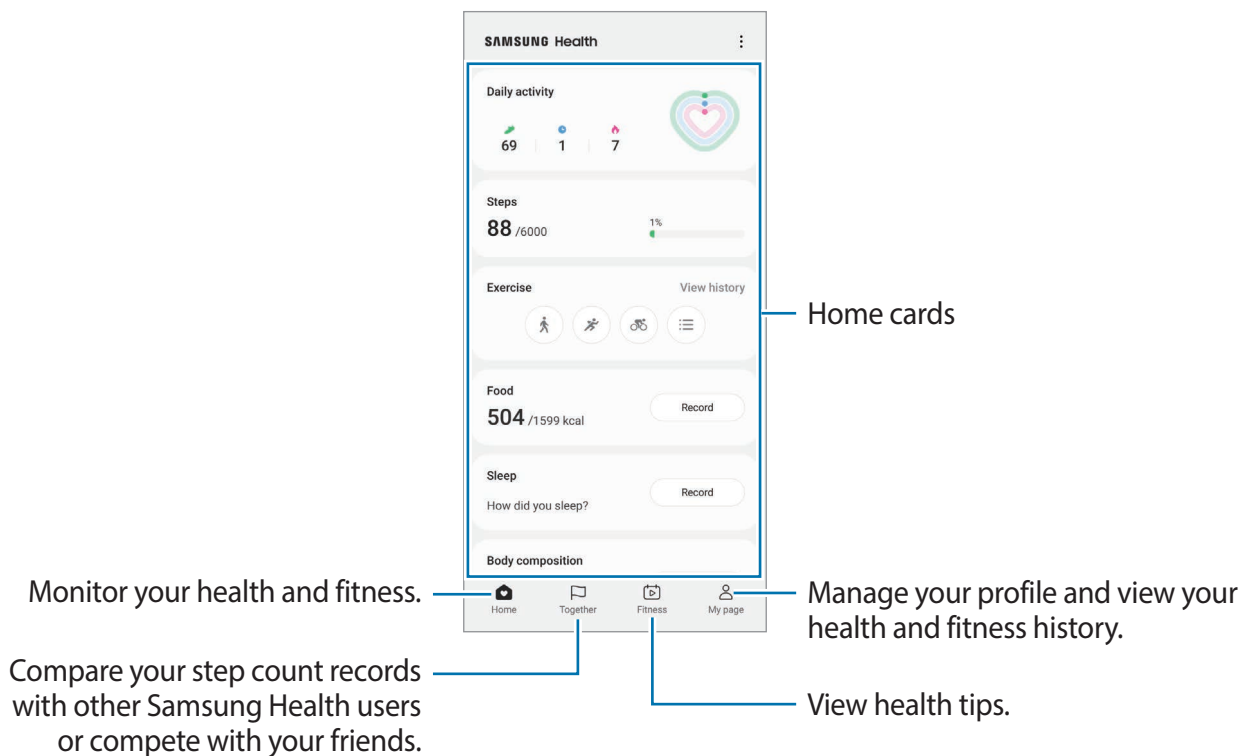 SAMSUNG Health
Daily activity
69 1 7
Steps
88 /6000
1%
Exercise
View history
Food
504 /1599 kcal
Record
Sleep
How did you sleep?
Record
Body composition
Home
Together
Fitness
My page
Home cards
Monitor your health and fitness.
Manage your profile and view your
health and fitness history.
Compare your step count records
with other Samsung Health users
or compete with your friends.
View health tips.